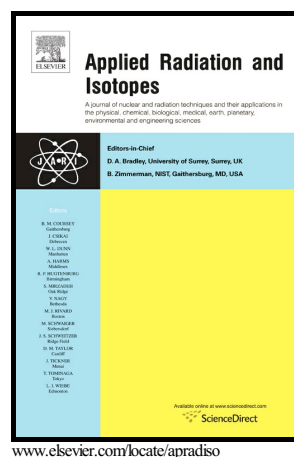 ELSEVIER
Applied Radiation and
Isotopes
A journal of nuclear and radiation techniques and their applications in
the physical, chemical, biological, medical, earth, planetary,
environmental and engineering sciences
JARI
Editors-in-Chief
D. A. Bradley, University of Surrey, Surrey, UK
B. Zimmerman, NIST, Gaithersburg, MD, USA
Editors
B. M. COURSEY
Gaithersburg
J. CSIKAI
Debrecen
W. L. DUNN
Manhattan
A. HARMS
Middlesex
R. P. HUGTENBURG
Birmingham
S. MIRZADEH
Oak Ridge
V. NAGY
Bethesda
M. J. RIVARD
Boston
M. SCHWAIGER
Seibersdorf
J. S. SCHWEITZER
Ridge Field
D. M. TAYLOR
Cardiff
J. TICKNER
Menai
T. TOMINAGA
Tokyo
L. I. WIEBE
Edmonton
Available online at www.sciencedirect.com
ScienceDirect
www.elsevier.com/locate/apradiso